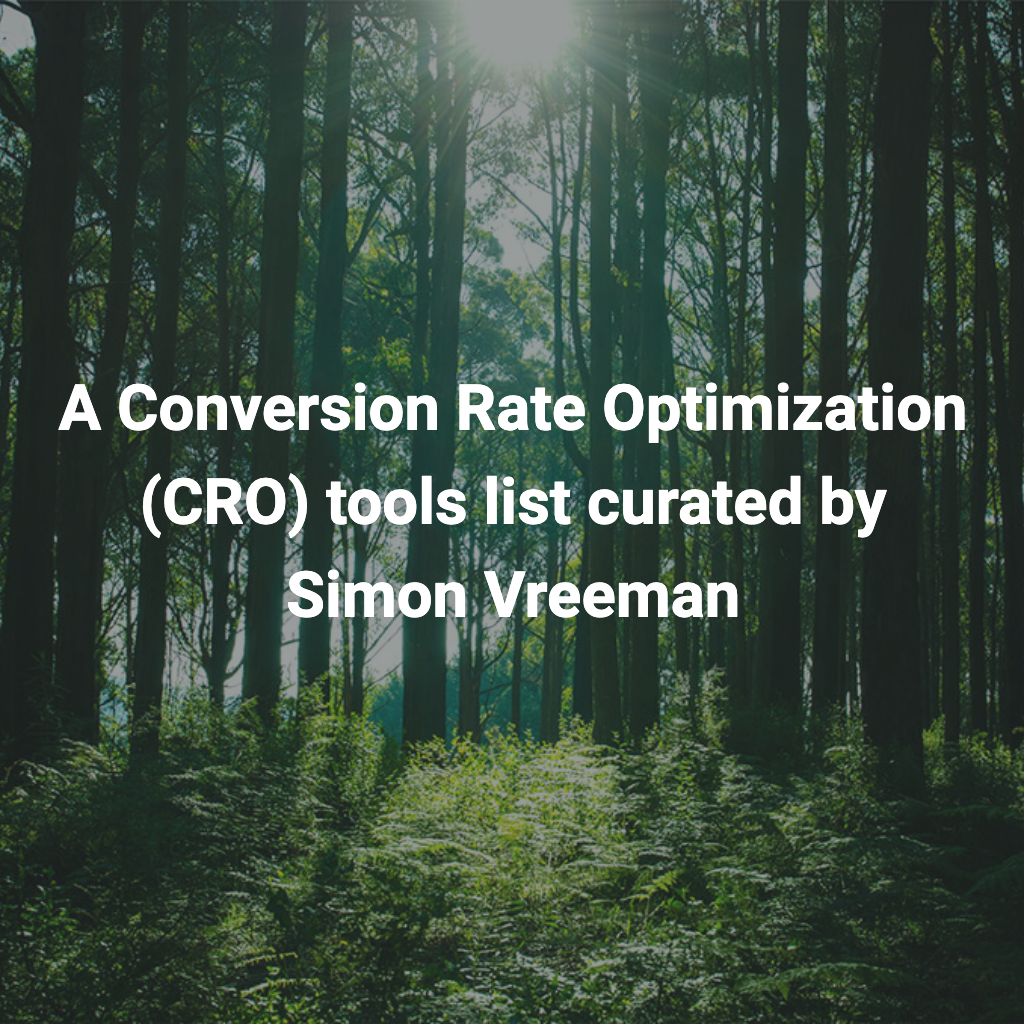 A Conversion Rate Optimization
(CRO) tools list curated by
Simon Vreeman